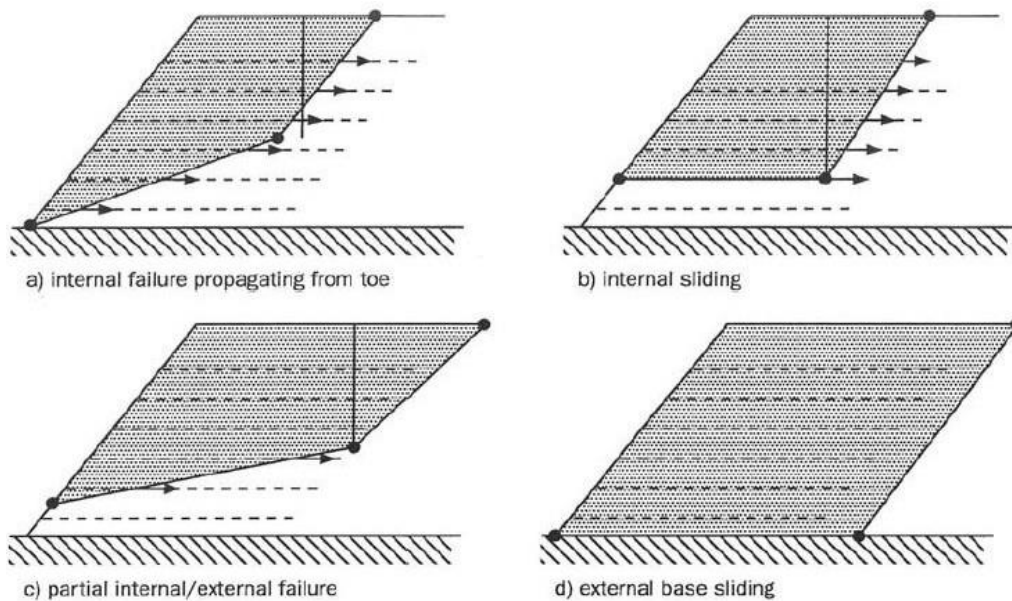 a) internal failure propagating from toe
b) internal sliding
c) partial internal/external failure
d) external base sliding